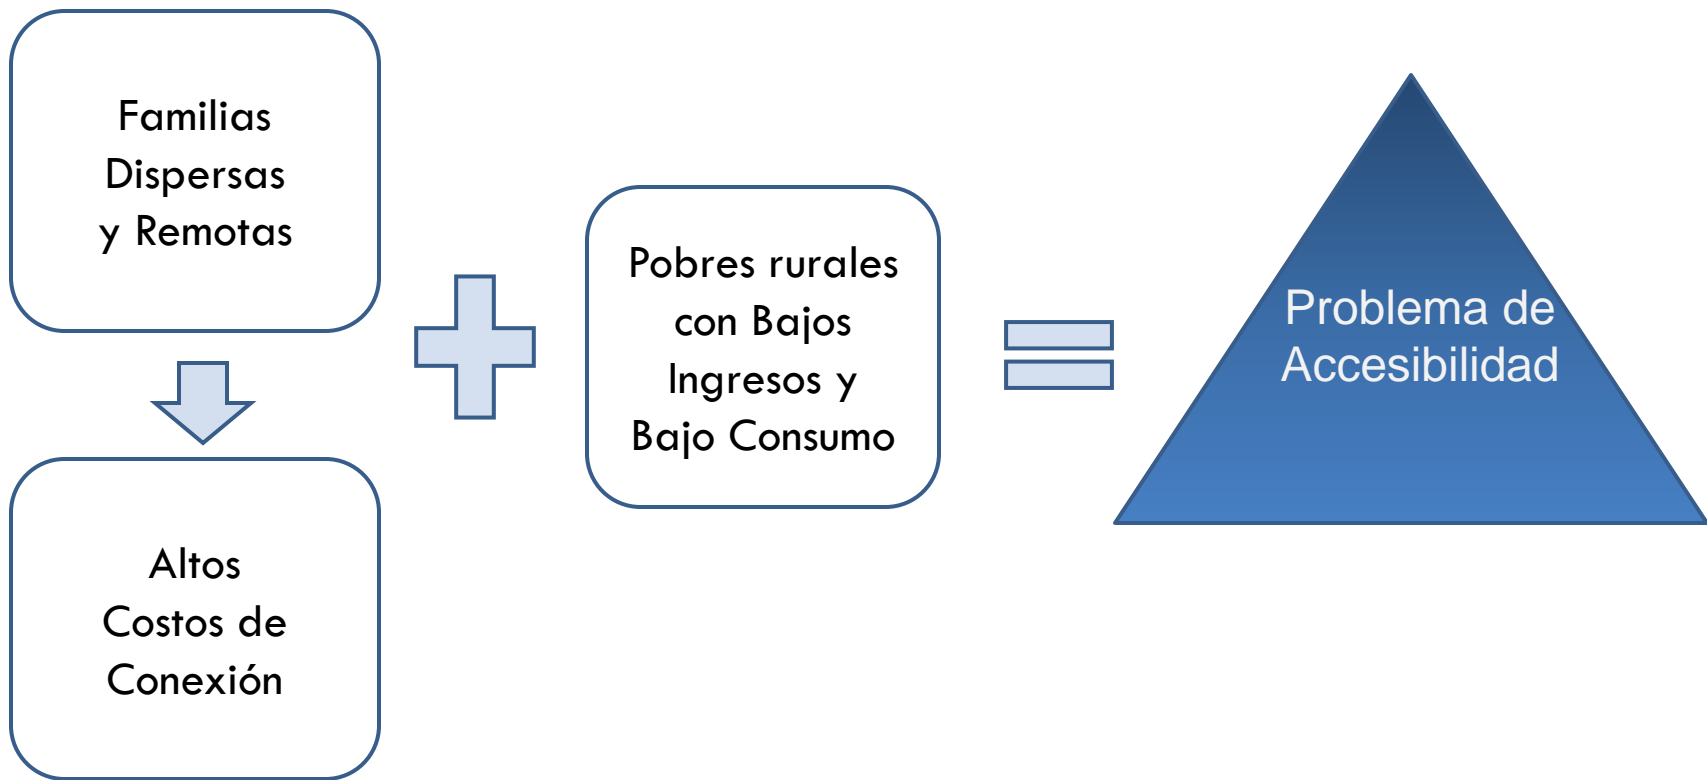 Familias
Dispersas
y Remotas
Altos
Costos de
Conexión
Pobres rurales
con Bajos
Ingresos y
Bajo Consumo
Problema de
Accesibilidad